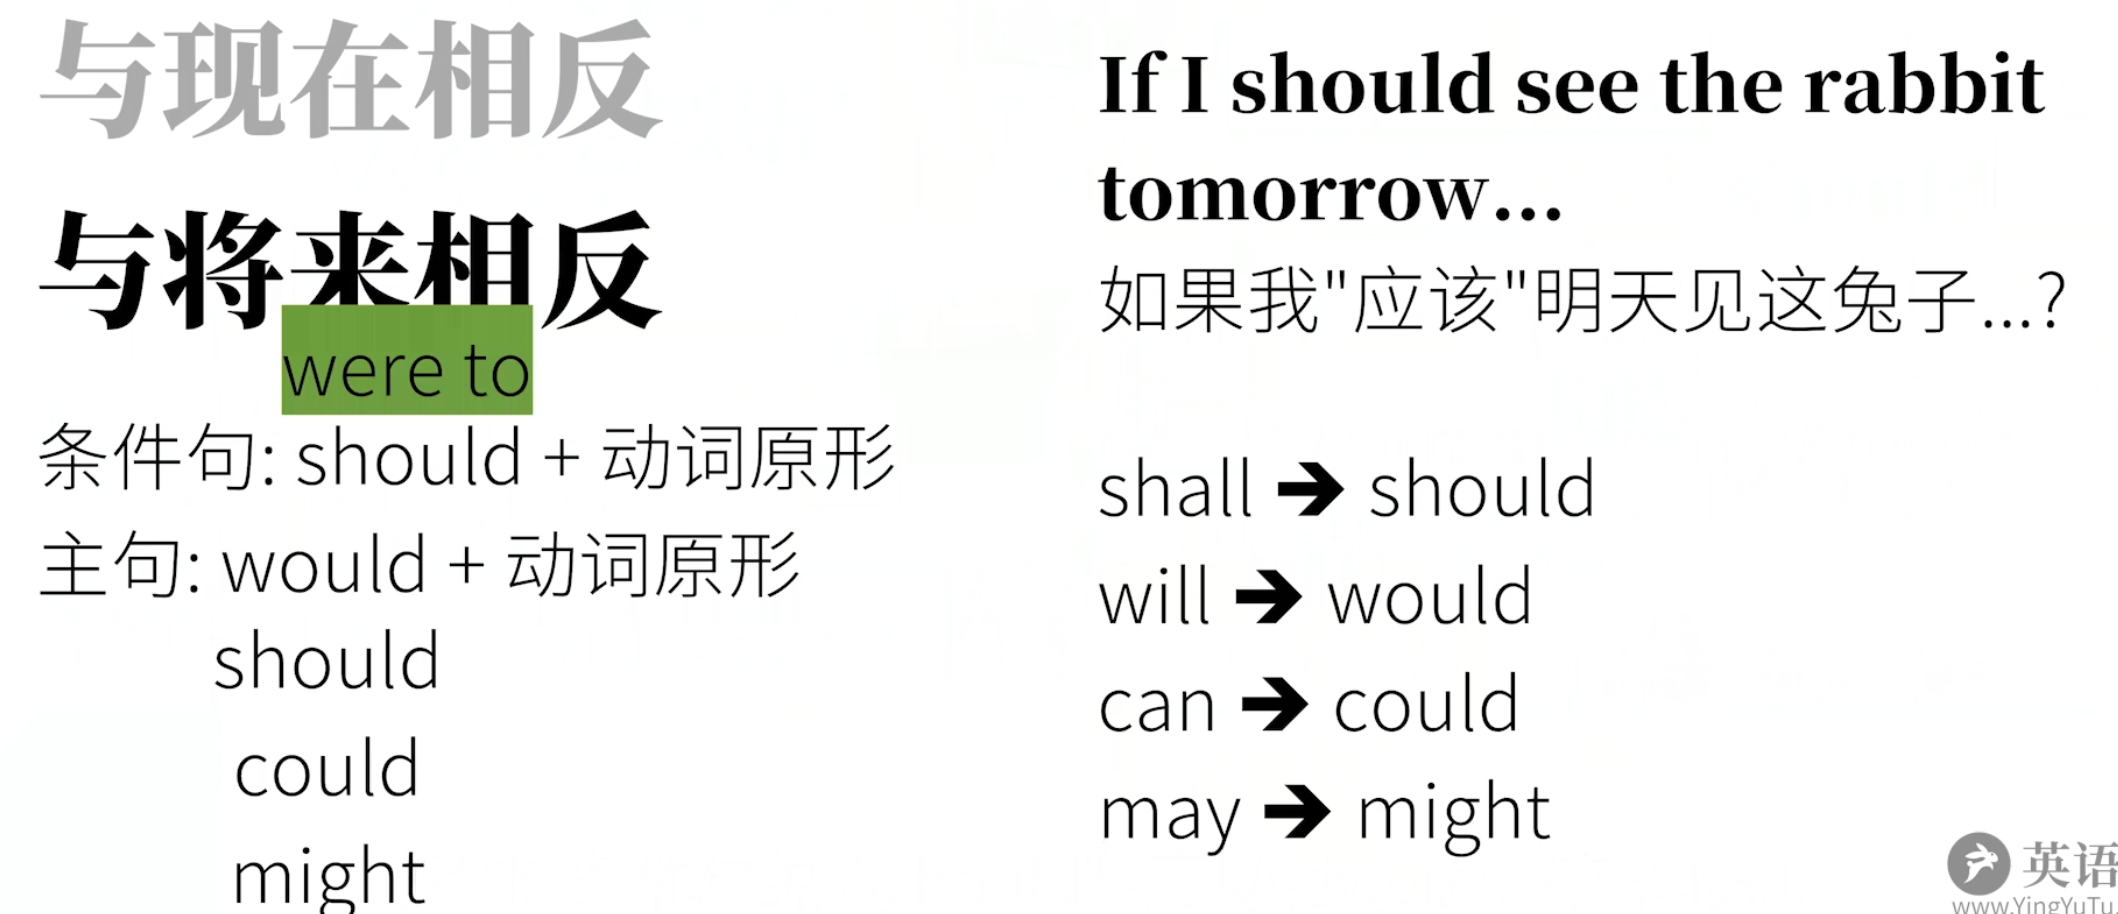 与现在相反
与将来相反
were to
条件句: should + 动词原形
主句: would + 动词原形
should
could
might
If I should see the rabbit
tomorrow...
如果我"应该"明天见这兔子...?
shall ➔ should
will ➔ would
can ➔ could
may ➔ might
英语
www.YingYuTu.